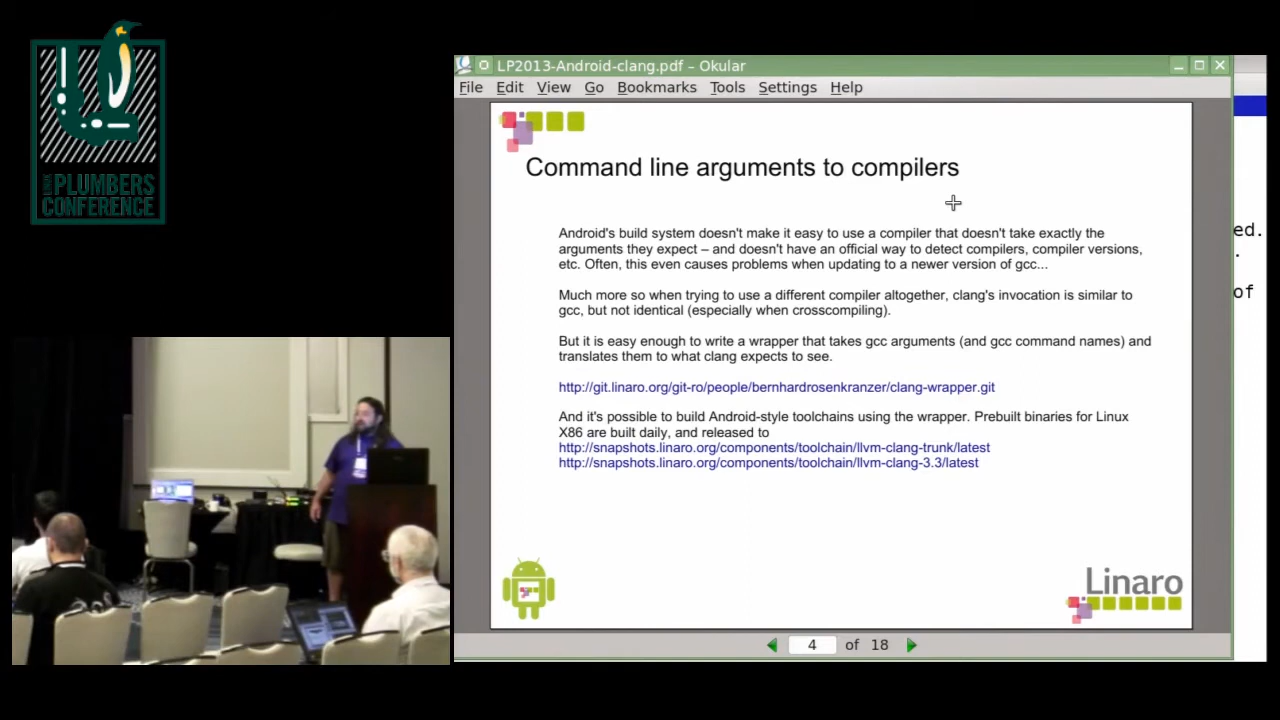 LINUX
PLUMBERS
CONFERENCE
LP2013-Android-clang.pdf – Okular
File Edit View Go Bookmarks Tools Settings Help
Command line arguments to compilers
Android's build system doesn't make it easy to use a compiler that doesn't take exactly the
arguments they expect – and doesn't have an official way to detect compilers, compiler versions,
etc. Often, this even causes problems when updating to a newer version of gcc...
Much more so when trying to use a different compiler altogether, clang's invocation is similar to
gcc, but not identical (especially when crosscompiling).
But it is easy enough to write a wrapper that takes gcc arguments (and gcc command names) and
translates them to what clang expects to see.
http://git.linaro.org/git-ro/people/bernhardrosenkranzer/clang-wrapper.git
And it's possible to build Android-style toolchains using the wrapper. Prebuilt binaries for Linux
X86 are built daily, and released to
http://snapshots.linaro.org/components/toolchain/llvm-clang-trunk/latest
http://snapshots.linaro.org/components/toolchain/llvm-clang-3.3/latest
Linaro
4 of 18
ed.
.
of